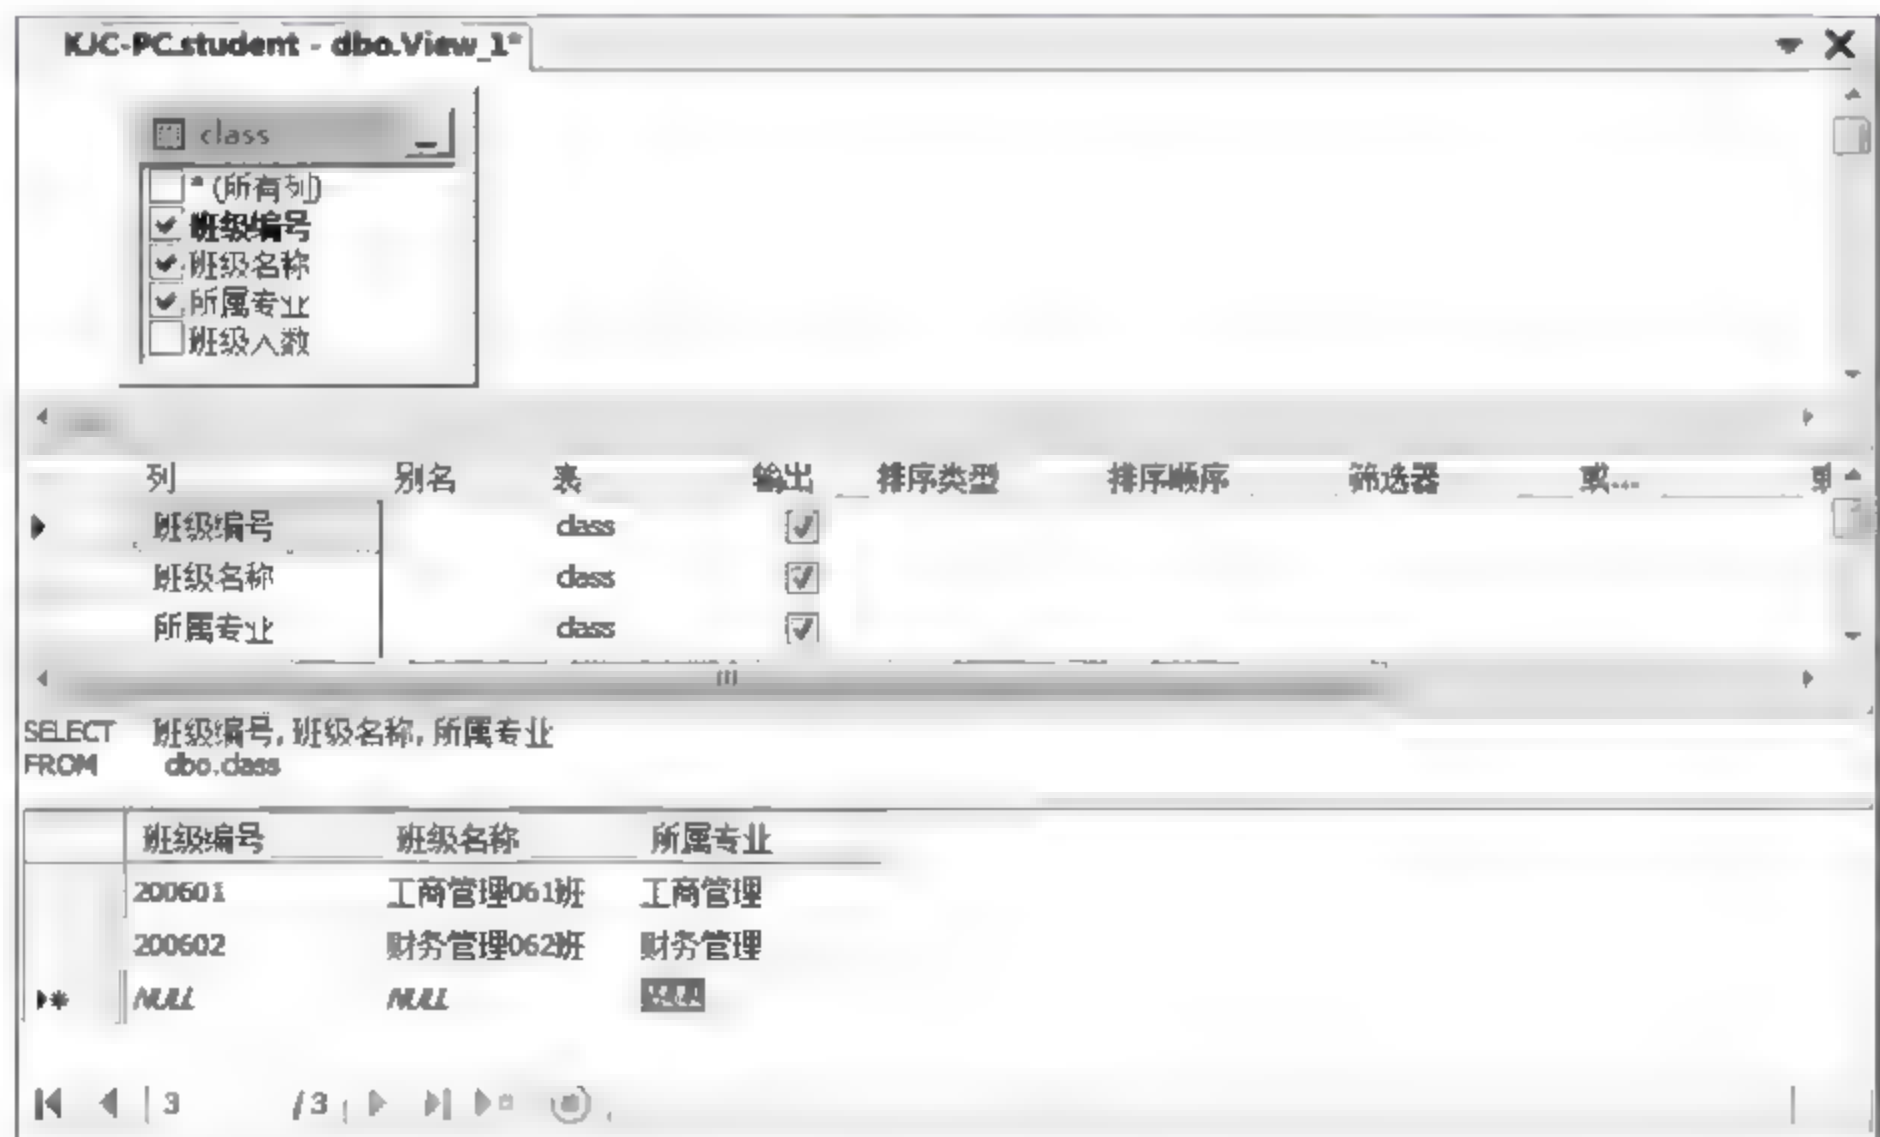 KJC-PC.student - dbo.View_1*
class
* (所有列)
班级编号
班级名称
所属专业
班级人数
列 别名 表 输出 排序类型 排序顺序 筛选器 或...
班级编号 class
班级名称 class
所属专业 class
SELECT 班级编号, 班级名称, 所属专业
FROM dbo.class
班级编号 班级名称 所属专业
200601 工商管理061班 工商管理
200602 财务管理062班 财务管理
NULL NULL NULL
3 / 3